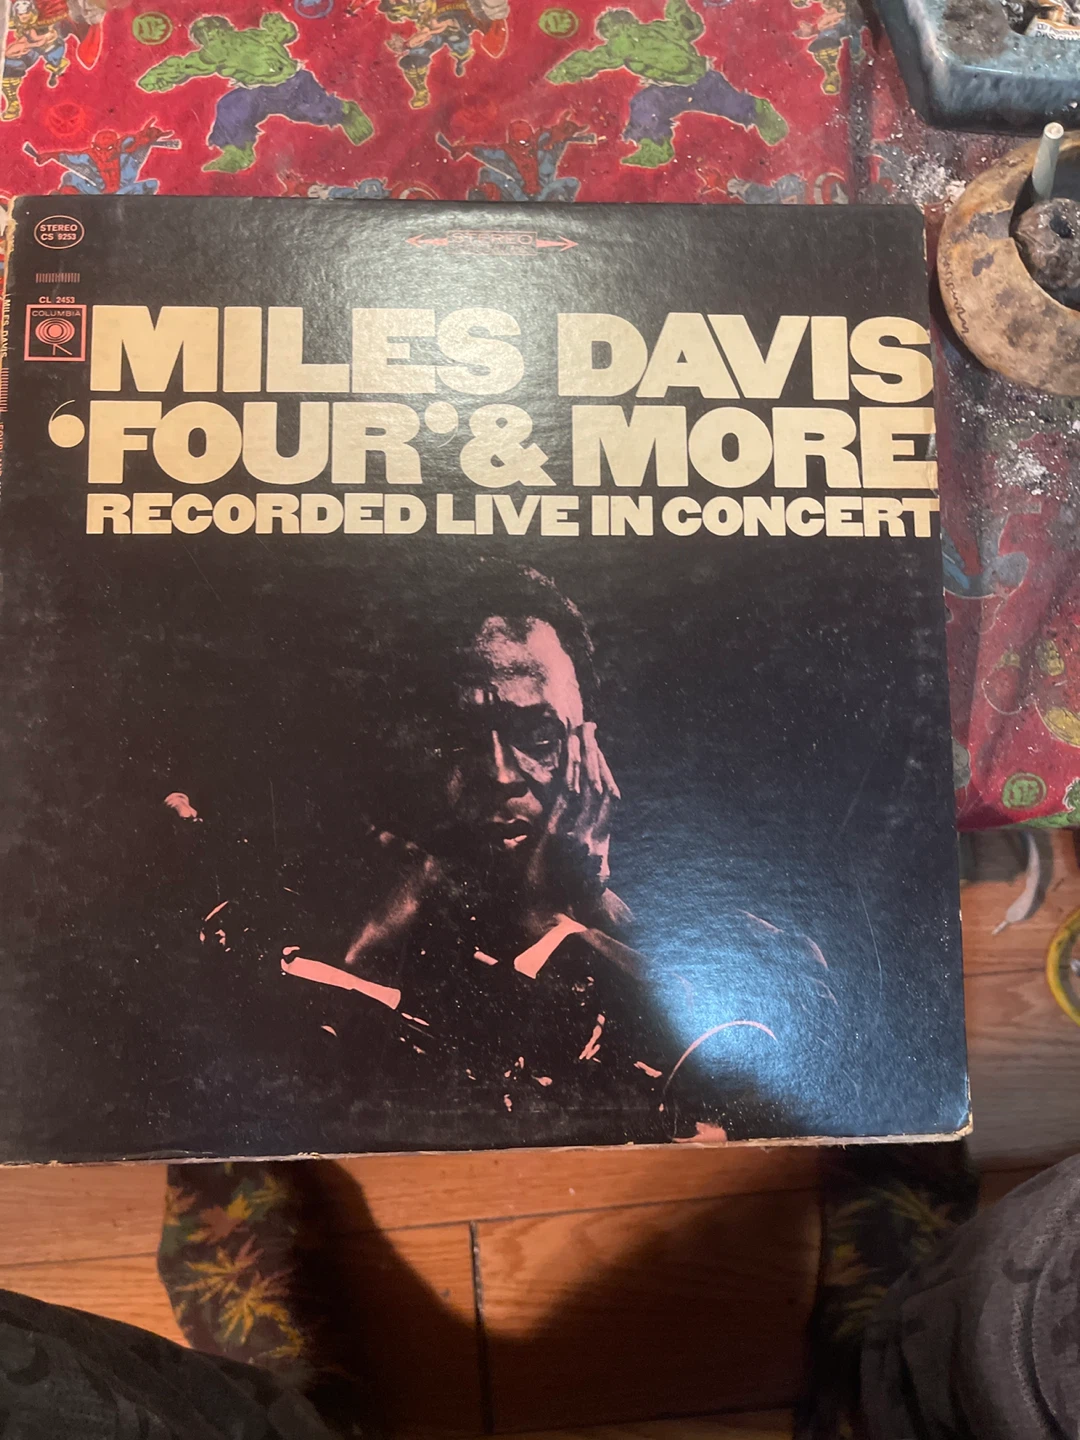 STEREO
CS 9253
STEREO
CL 2453
COLUMBIA
MILES DAVIS
‘FOUR’ & MORE
RECORDED LIVE IN CONCERT
MILES DAVIS